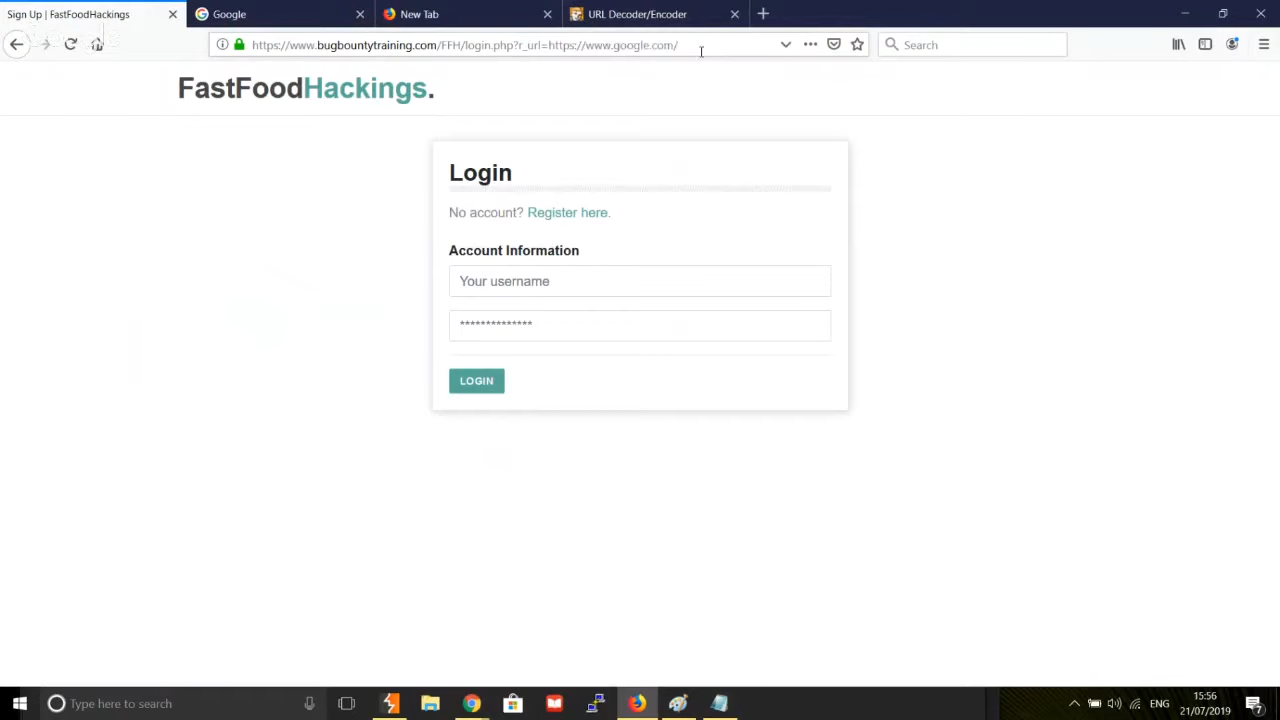 Sign Up | FastFoodHackings
Google
New Tab
URL Decoder/Encoder
https://www.bugbountytraining.com/FFH/login.php?r_url=https://www.google.com/
Search
FastFoodHackings.
Login
No account? Register here.
Account Information
Your username
**************
LOGIN
Type here to search
ENG
15:56
21/07/2019
7